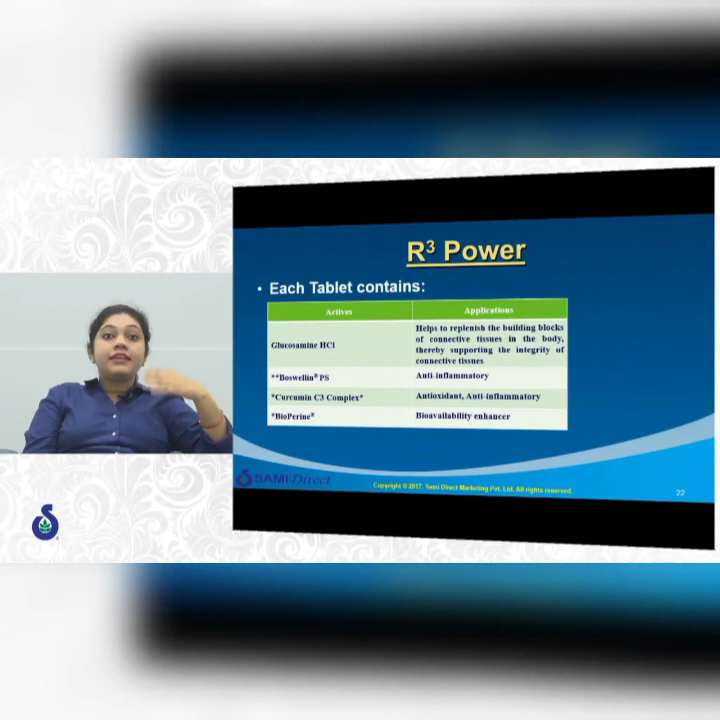 R³ Power
• Each Tablet contains:
Actives
Applications
Glucosamine HCl
Helps to replenish the building blocks
of connective tissues in the body,
thereby supporting the integrity of
connective tissues
**Boswellin® PS
Anti-inflammatory
*Curcumin C3 Complex*
Antioxidant, Anti-inflammatory
*BioPerine®
Bioavailability enhancer
SAMI Direct
Copyright © 2017. Sami Direct Marketing Pvt. Ltd. All rights reserved.
22